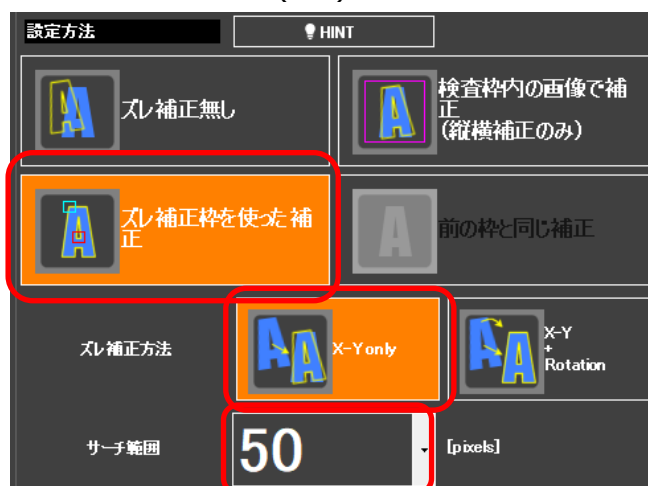 設定方法
HINT
ズレ補正無し
検査枠内の画像で補
正
(縦横補正のみ)
ズレ補正枠を使った補
正
前の枠と同じ補正
ズレ補正方法
X-Y only
X-Y
+
Rotation
サーチ範囲
50
[pixels]